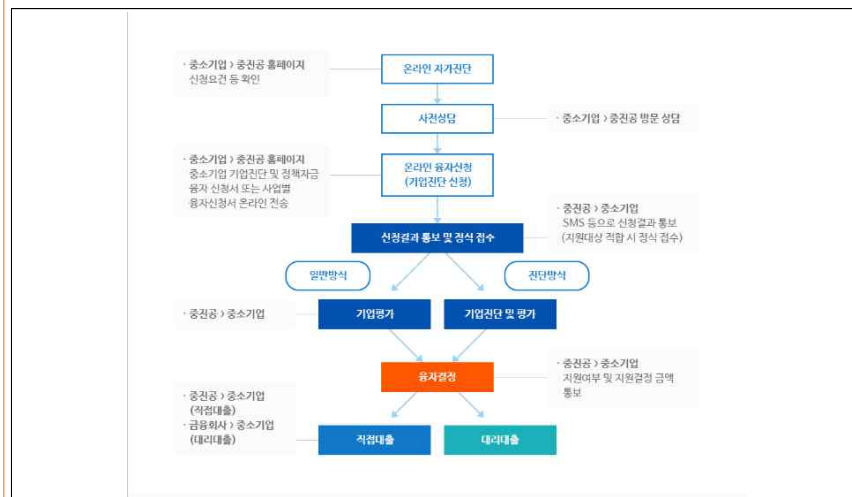 · 중소기업 > 중진공 홈페이지
신청요건 등 확인
온라인 자가진단
사전상담
· 중소기업 > 중진공 방문 상담
· 중소기업 > 중진공 홈페이지
중소기업 기업진단 및 정책자금
융자 신청서 또는 사업별
융자신청서 온라인 전송
온라인 융자신청
(기업진단 신청)
신청결과 통보 및 정식 접수
· 중진공 > 중소기업
SMS 등으로 신청결과 통보
(지원대상 적합 시 정식 접수)
일반방식
진단방식
· 중진공 > 중소기업
기업평가
기업진단 및 평가
융자결정
· 중진공 > 중소기업
지원여부 및 지원결정 금액
통보
· 중진공 > 중소기업
(직접대출)
· 금융회사 > 중소기업
(대리대출)
직접대출
대리대출